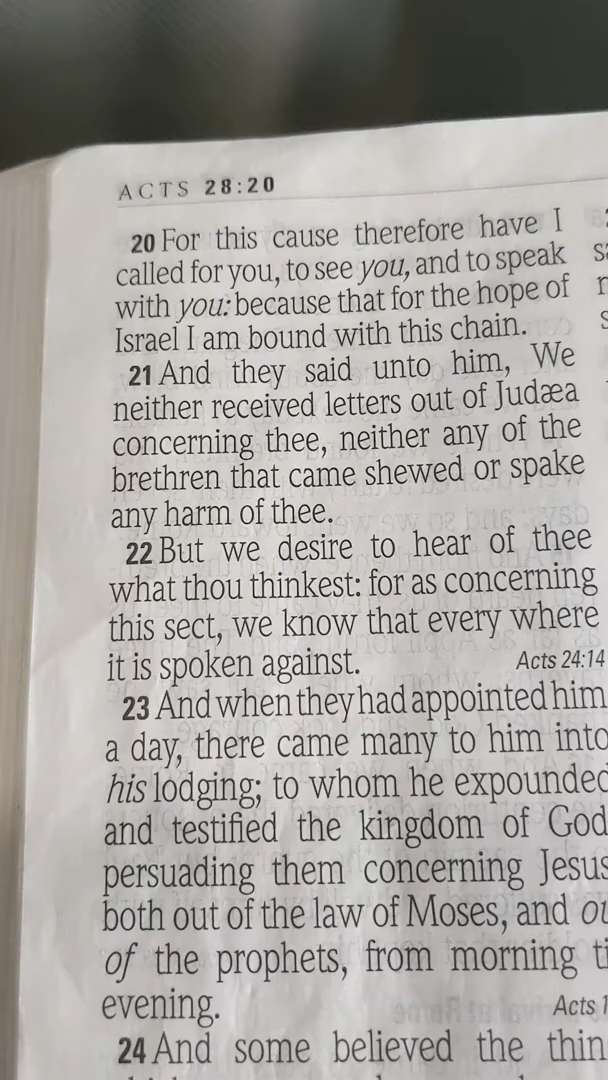 ACTS 28:20
20 For this cause therefore have I
called for you, to see you, and to speak
with you: because that for the hope of
Israel I am bound with this chain.
21 And they said unto him, We
neither received letters out of Judæa
concerning thee, neither any of the
brethren that came shewed or spake
any harm of thee.
22 But we desire to hear of thee
what thou thinkest: for as concerning
this sect, we know that every where
it is spoken against. Acts 24:14
23 And when they had appointed him
a day, there came many to him into
his lodging; to whom he expounded
and testified the kingdom of God
persuading them concerning Jesus
both out of the law of Moses, and
of the prophets, from morning
evening. Acts
24 And some believed the